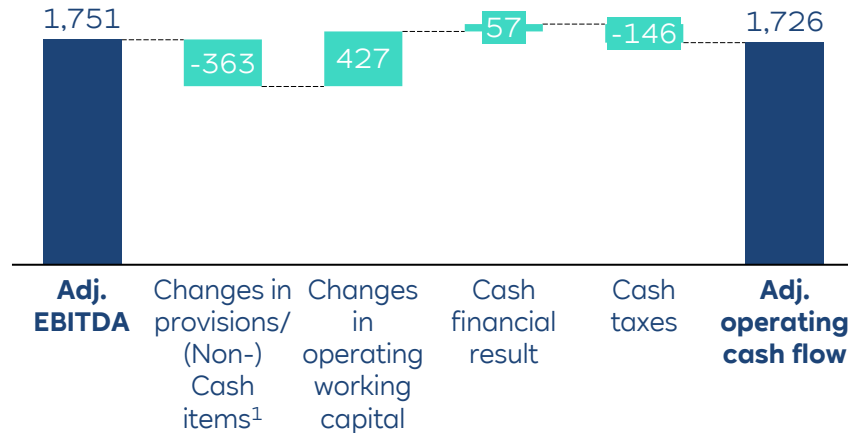 1,751
-363
427
57
-146
1,726
Adj.
EBITDA
Changes in
provisions/
(Non-)
Cash
items¹
Changes
in
operating
working
capital
Cash
financial
result
Cash
taxes
Adj.
operating
cash flow